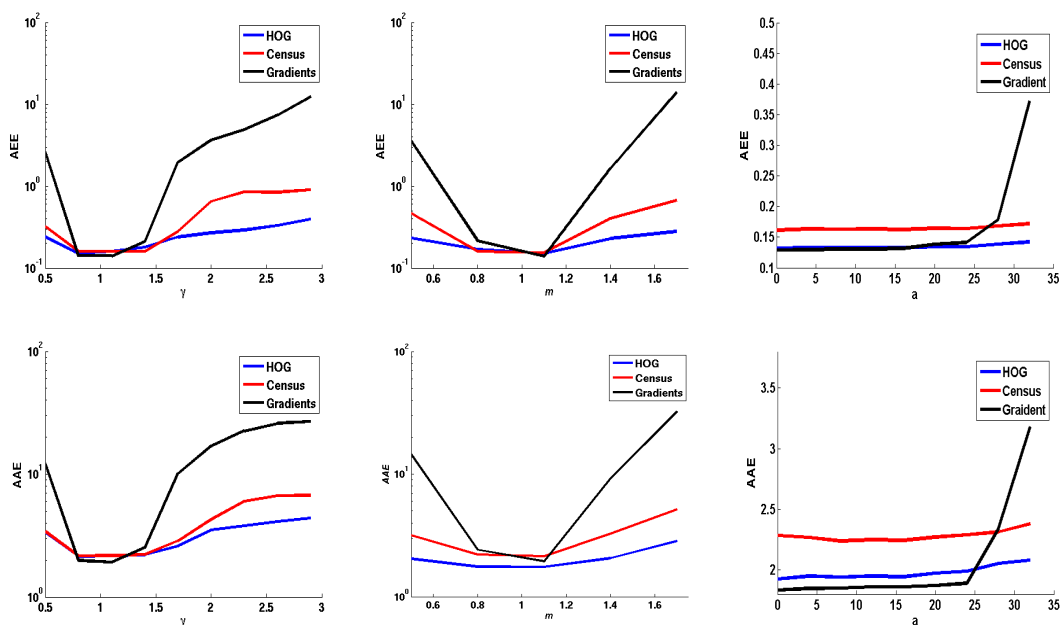 10^2
10^1
10^0
10^-1
AEE
0.5
1
1.5
2
2.5
3
γ
HOG
Census
Gradients
10^2
10^1
10^0
10^-1
AEE
0.6
0.8
1
1.2
1.4
1.6
m
HOG
Census
Gradients
0.5
0.45
0.4
0.35
0.3
0.25
0.2
0.15
0.1
AEE
0
5
10
15
20
25
30
35
a
HOG
Census
Gradient
10^2
10^1
10^0
AAE
0.5
1
1.5
2
2.5
3
γ
HOG
Census
Gradients
10^2
10^1
10^0
AAE
0.6
0.8
1
1.2
1.4
1.6
m
HOG
Census
Gradients
3.5
3
2.5
2
AAE
0
5
10
15
20
25
30
35
a
HOG
Census
Graident